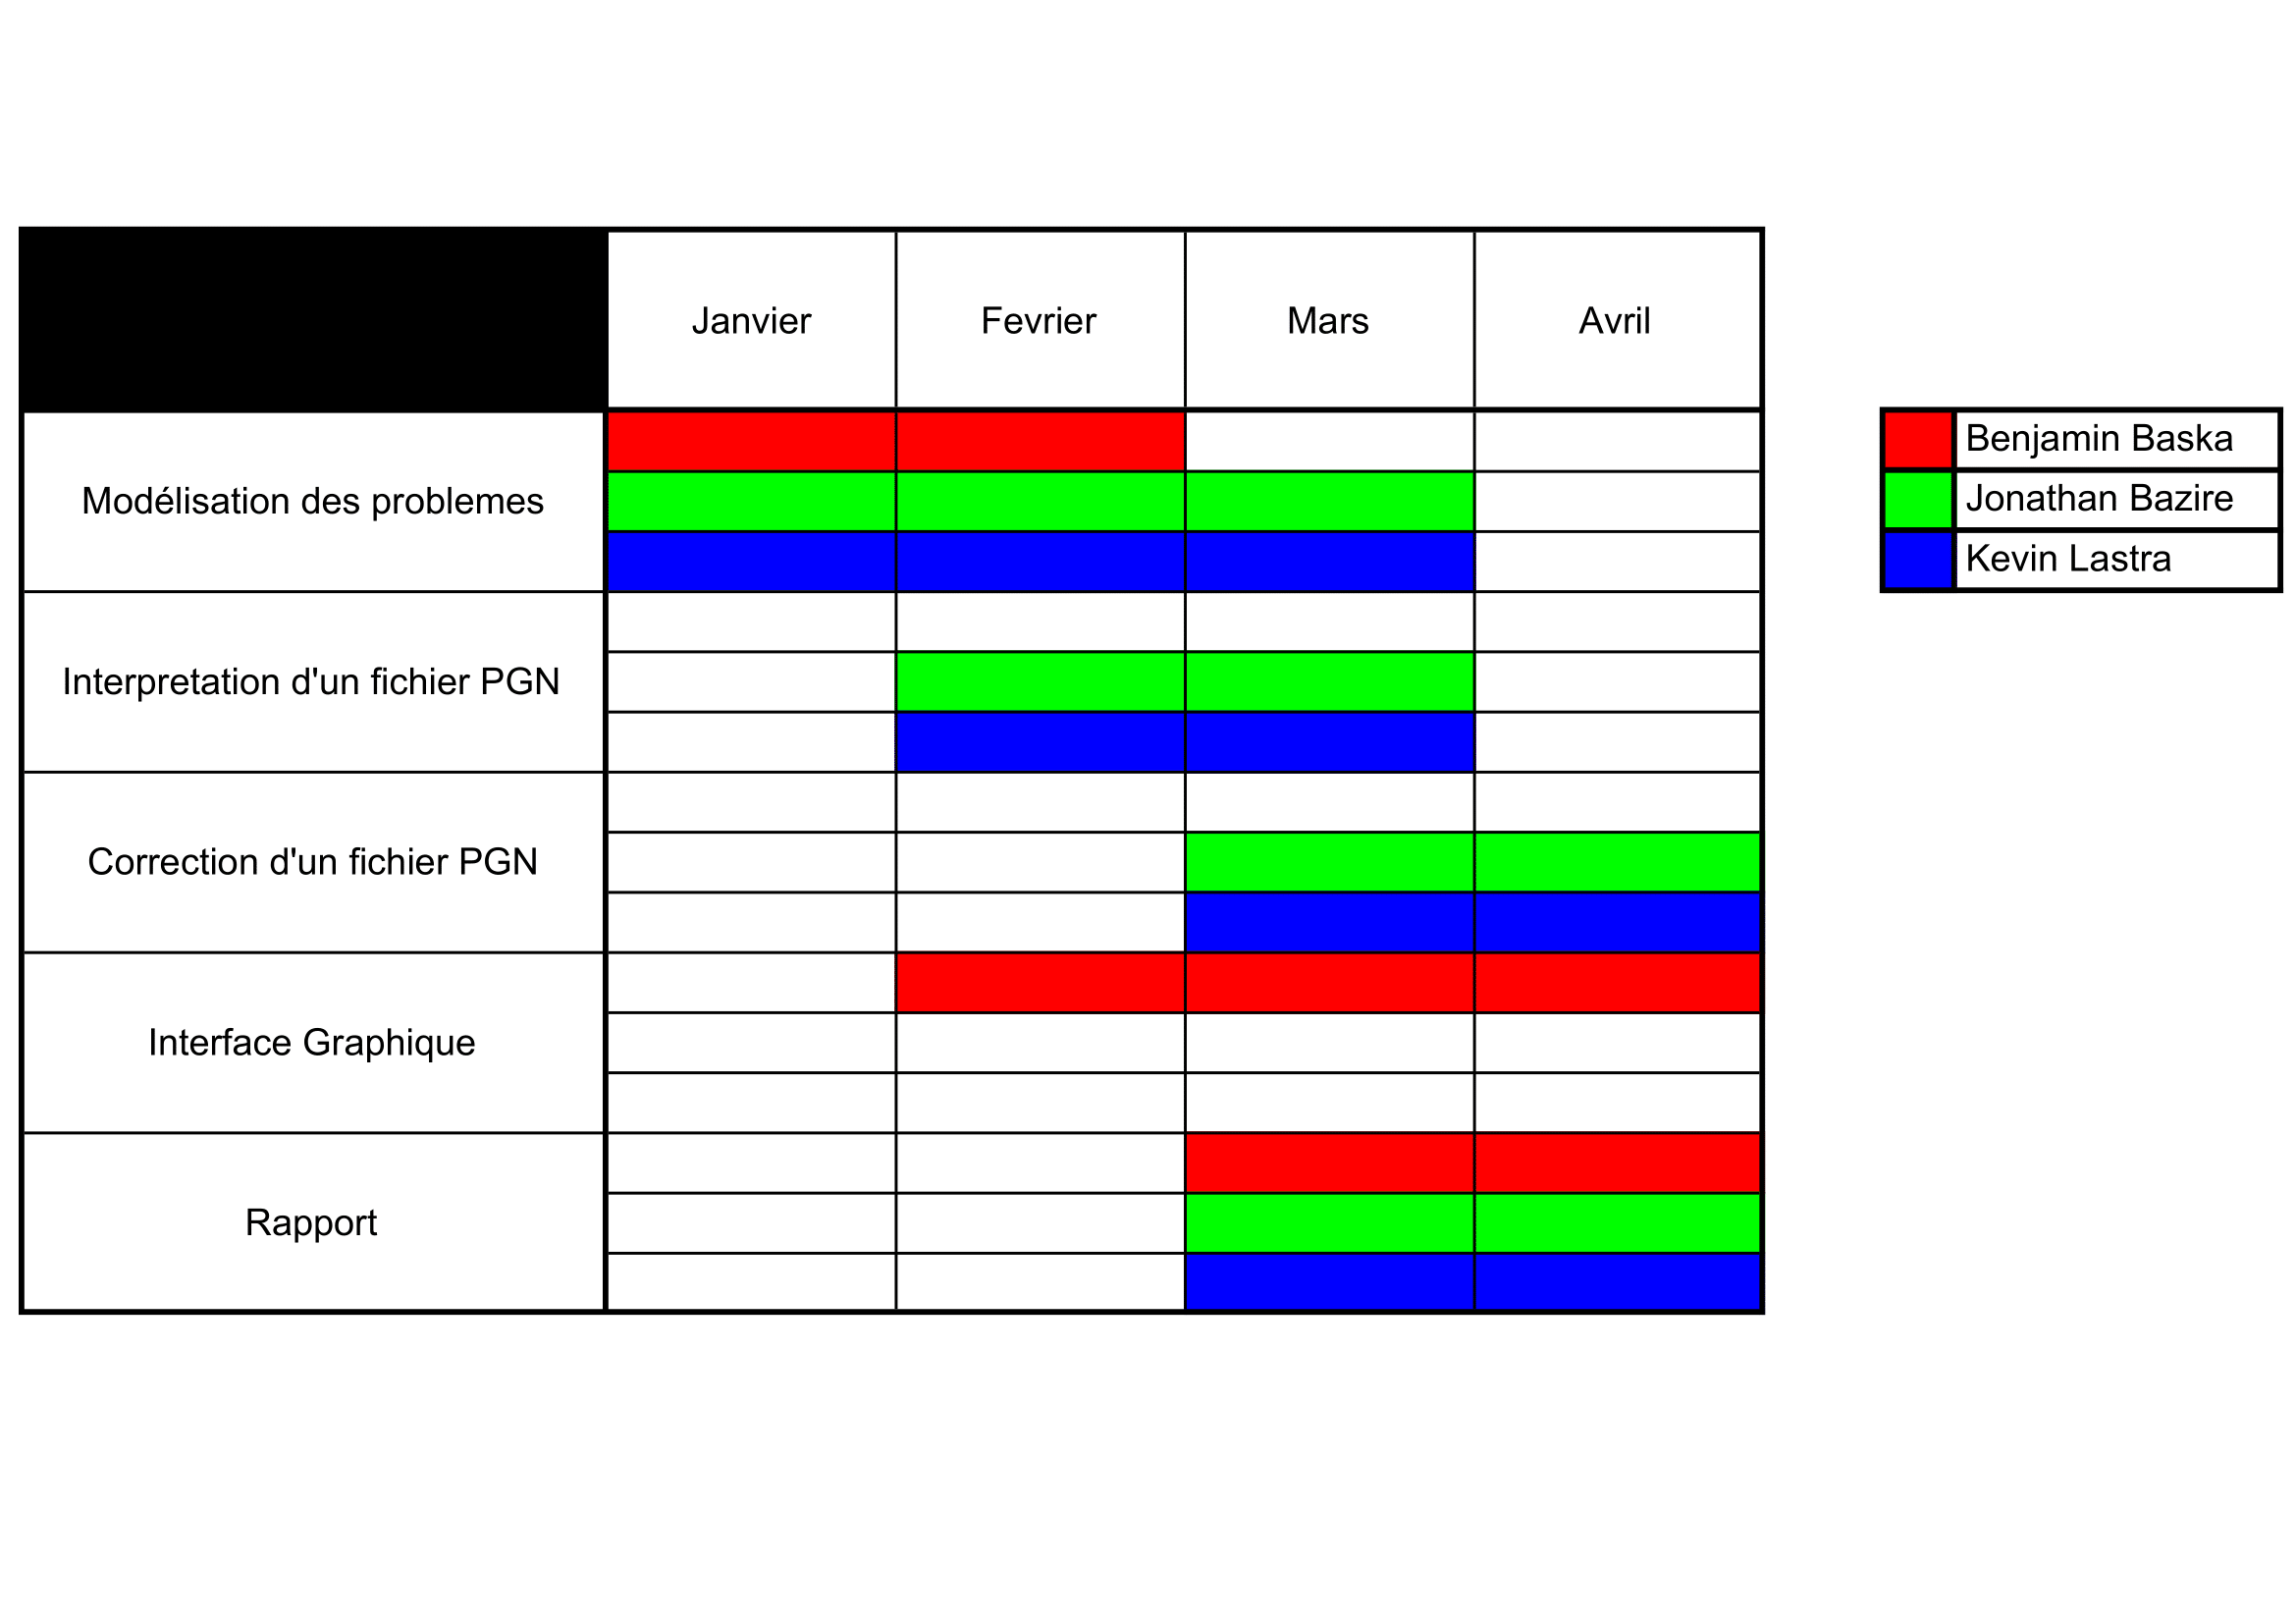 Janvier Fevrier Mars Avril
Modélisation des problemes
Interpretation d'un fichier PGN
Correction d'un fichier PGN
Interface Graphique
Rapport
Benjamin Baska
Jonathan Bazire
Kevin Lastra